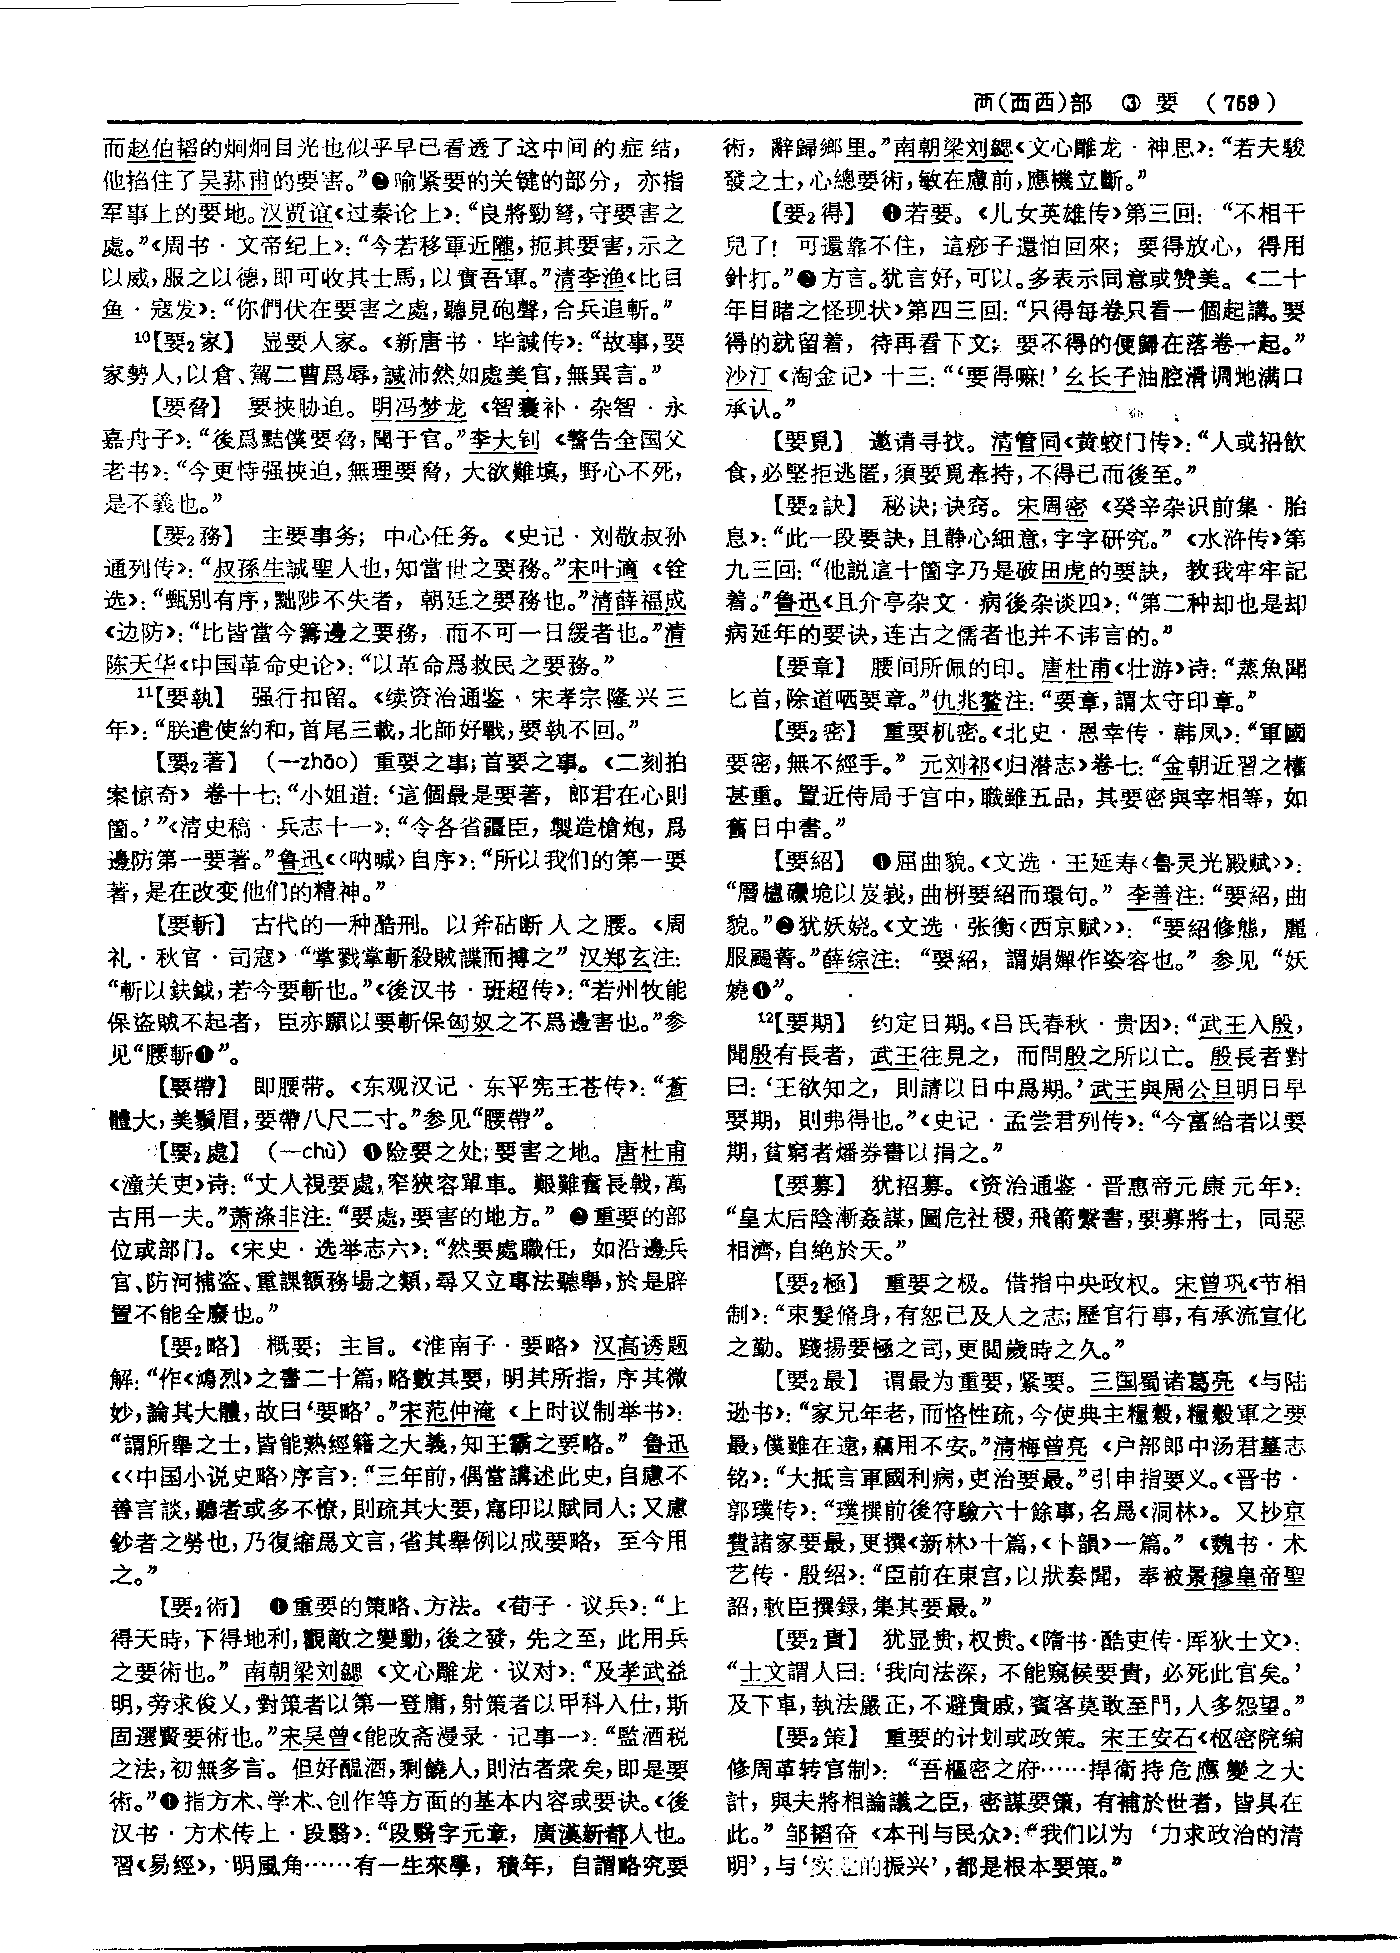 襾(西覀)部 ③ 要 (759)
而赵伯韬的炯炯目光也似乎早已看透了这中间的症结，
他掐住了吴荪甫的要害。”❷喻紧要的关键的部分，亦指
军事上的要地。汉贾谊《过秦论上》：“良將勁弩，守要害之
處。”《周书·文帝纪上》：“今若移軍近隴，扼其要害，示之
以威，服之以德，即可收其士馬，以實吾軍。”清李渔《比目
鱼·寇发》：“你們伏在要害之處，聽見砲聲，合兵追斬。”
¹⁰【要₂家】 显要人家。《新唐书·毕諴传》：“故事，要
家勢人，以倉、駕二曹爲辱，諴沛然如處美官，無異言。”
【要脅】 要挟胁迫。明冯梦龙《智囊补·杂智·永
嘉舟子》：“後爲黠僕要脅，聞于官。”李大钊《警告全国父
老书》：“今更恃强挟迫，無理要脅，大欲難填，野心不死，
是不義也。”
【要₂務】 主要事务；中心任务。《史记·刘敬叔孙
通列传》：“叔孫生誠聖人也，知當世之要務。”宋叶適《铨
选》：“甄别有序，黜陟不失者，朝廷之要務也。”清薛福成
《边防》：“比皆當今籌邊之要務，而不可一日緩者也。”清
陈天华《中国革命史论》：“以革命爲救民之要務。”
¹¹【要執】 强行扣留。《续资治通鉴·宋孝宗隆兴三
年》：“朕遣使約和，首尾三載，北師好戰，要執不回。”
【要₂著】 （—zhāo）重要之事；首要之事。《二刻拍
案惊奇》卷十七：“小姐道：‘這個最是要著，郎君在心則
箇。’”《清史稿·兵志十一》：“令各省疆臣，製造槍炮，爲
邊防第一要著。”鲁迅《〈呐喊〉自序》：“所以我们的第一要
著，是在改变他们的精神。”
【要斬】 古代的一种酷刑。以斧砧断人之腰。《周
礼·秋官·司寇》“掌戮掌斬殺賊諜而搏之”汉郑玄注：
“斬以鈇鉞，若今要斬也。”《後汉书·班超传》：“若州牧能
保盗賊不起者，臣亦願以要斬保匈奴之不爲邊害也。”参
见“腰斬❶”。
【要帶】 即腰带。《东观汉记·东平宪王苍传》：“蒼
體大，美鬚眉，要帶八尺二寸。”参见“腰帶”。
【要₂處】 （—chù）❶险要之处；要害之地。唐杜甫
《潼关吏》诗：“丈人視要處，窄狹容單車。艱難奮長戟，萬
古用一夫。”萧涤非注：“要處，要害的地方。” ❷重要的部
位或部门。《宋史·选举志六》：“然要處職任，如沿邊兵
官、防河捕盗、重課額務場之類，尋又立專法聽舉，於是辟
置不能全廢也。”
【要₂略】 概要；主旨。《淮南子·要略》汉高诱题
解：“作《鴻烈》之書二十篇，略數其要，明其所指，序其微
妙，論其大體，故曰‘要略’。”宋范仲淹《上时议制举书》：
“謂所舉之士，皆能熟經籍之大義，知王霸之要略。”鲁迅
《〈中国小说史略〉序言》：“三年前，偶當講述此史，自慮不
善言談，聽者或多不憭，則疏其大要，寫印以賦同人；又慮
鈔者之勞也，乃復縮爲文言，省其舉例以成要略，至今用
之。”
【要₂術】 ❶重要的策略、方法。《荀子·议兵》：“上
得天時，下得地利，觀敵之變動，後之發，先之至，此用兵
之要術也。”南朝梁刘勰《文心雕龙·议对》：“及孝武益
明，旁求俊乂，對策者以第一登庸，射策者以甲科入仕，斯
固選賢要術也。”宋吴曾《能改斋漫录·记事一》：“監酒税
之法，初無多言。但好醖酒，剩饒人，則沽者衆矣，即是要
術。”❶指方术、学术、创作等方面的基本内容或要诀。《後
汉书·方术传上·段翳》：“段翳字元章，廣漢新都人也。
習《易經》，明風角……有一生來學，積年，自謂略究要
術，辭歸鄉里。”南朝梁刘勰《文心雕龙·神思》：“若夫駿
發之士，心總要術，敏在慮前，應機立斷。”
【要₂得】 ❶若要。《儿女英雄传》第三回：“不相干
兒了！可還靠不住，這痧子還怕回來；要得放心，得用
針打。”❷方言。犹言好，可以。多表示同意或赞美。《二十
年目睹之怪现状》第四三回：“只得每卷只看一個起講。要
得的就留着，待再看下文；要不得的便歸在落卷一起。”
沙汀《淘金记》十三：“‘要得嘛！’幺长子油腔滑调地满口
承认。”
【要覓】 邀请寻找。清管同《黄蛟门传》：“人或招飲
食，必堅拒逃匿，須要覓牽持，不得已而後至。”
【要₂訣】 秘诀；诀窍。宋周密《癸辛杂识前集·胎
息》：“此一段要訣，且静心細意，字字研究。”《水浒传》第
九三回：“他説這十箇字乃是破田虎的要訣，教我牢牢記
着。”鲁迅《且介亭杂文·病後杂谈四》：“第二种却也是却
病延年的要诀，连古之儒者也并不讳言的。”
【要章】 腰间所佩的印。唐杜甫《壮游》诗：“蒸魚聞
匕首，除道哂要章。”仇兆鳌注：“要章，謂太守印章。”
【要₂密】 重要机密。《北史·恩幸传·韩凤》：“軍國
要密，無不經手。”元刘祁《归潜志》卷七：“金朝近習之權
甚重。置近侍局于宫中，職雖五品，其要密與宰相等，如
舊日中書。”
【要紹】 ❶屈曲貌。《文选·王延寿〈鲁灵光殿赋〉》：
“層櫨磥垝以岌峩，曲枅要紹而環句。”李善注：“要紹，曲
貌。”❷犹妖娆。《文选·张衡〈西京赋〉》：“要紹修態，麗
服颺菁。”薛综注：“要紹，謂娟嬋作姿容也。”参见“妖
嬈❶”。
¹²【要期】 约定日期。《吕氏春秋·贵因》：“武王入殷，
聞殷有長者，武王往見之，而問殷之所以亡。殷長者對
曰：‘王欲知之，則請以日中爲期。’武王與周公旦明日早
要期，則弗得也。”《史记·孟尝君列传》：“今富給者以要
期，貧窮者燔券書以捐之。”
【要募】 犹招募。《资治通鉴·晋惠帝元康元年》：
“皇太后陰漸姦謀，圖危社稷，飛箭繫書，要募將士，同惡
相濟，自绝於天。”
【要₂極】 重要之极。借指中央政权。宋曾巩《节相
制》：“束髮脩身，有恕己及人之志；歷官行事，有承流宣化
之勤。踐揚要極之司，更閲歲時之久。”
【要₂最】 谓最为重要，紧要。三国蜀诸葛亮《与陆
逊书》：“家兄年老，而恪性疏，今使典主糧穀，糧穀軍之要
最，僕雖在遠，竊用不安。”清梅曾亮《户部郎中汤君墓志
铭》：“大抵言軍國利病，吏治要最。”引申指要义。《晋书·
郭璞传》：“璞撰前後符驗六十餘事，名爲《洞林》。又抄京
費諸家要最，更撰《新林》十篇，《卜韻》一篇。”《魏书·术
艺传·殷绍》：“臣前在東宫，以狀奏聞，奉被景穆皇帝聖
詔，敕臣撰録，集其要最。”
【要₂貴】 犹显贵，权贵。《隋书·酷吏传·厍狄士文》：
“士文謂人曰：‘我向法深，不能窺候要貴，必死此官矣。’
及下車，執法嚴正，不避貴戚，賓客莫敢至門，人多怨望。”
【要₂策】 重要的计划或政策。宋王安石《枢密院编
修周革转官制》：“吾樞密之府……捍衛持危應變之大
計，與夫將相論議之臣，密謀要策，有補於世者，皆具在
此。”邹韬奋《本刊与民众》：“我们以为‘力求政治的清
明’，与‘实 的振兴’，都是根本要策。”